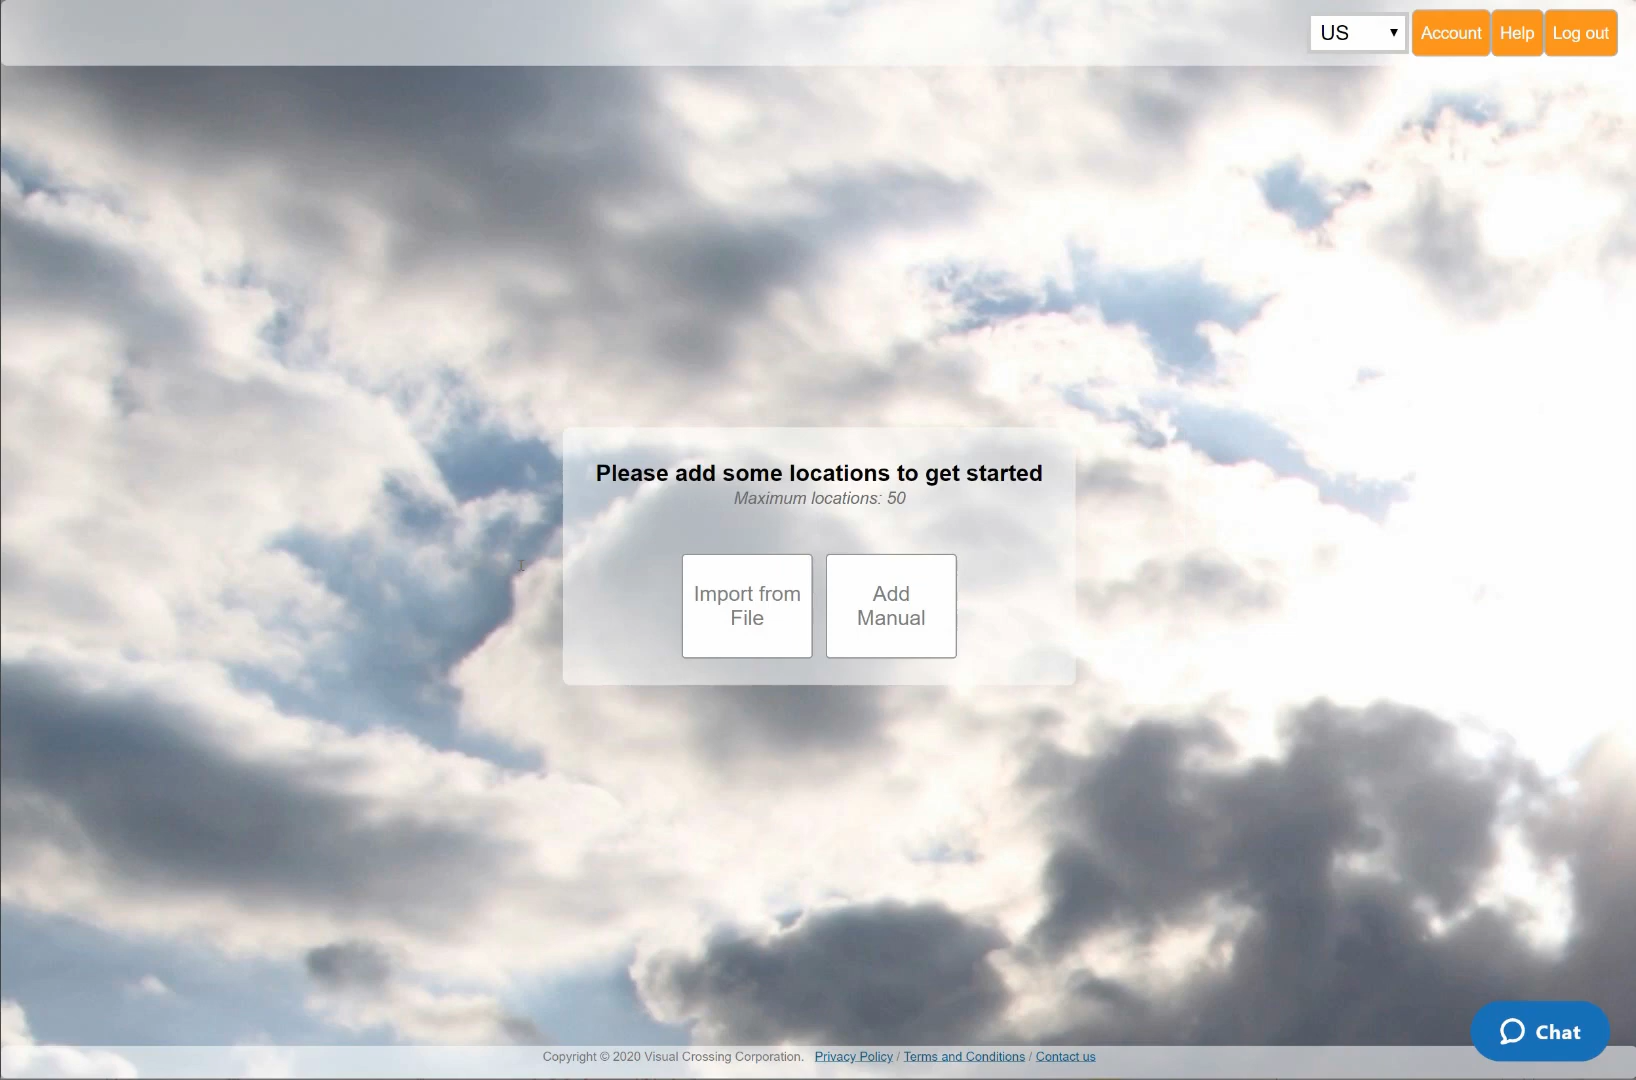 US
Account
Help
Log out
Please add some locations to get started
Maximum locations: 50
Import from
File
Add
Manual
Chat
Copyright © 2020 Visual Crossing Corporation. Privacy Policy / Terms and Conditions / Contact us